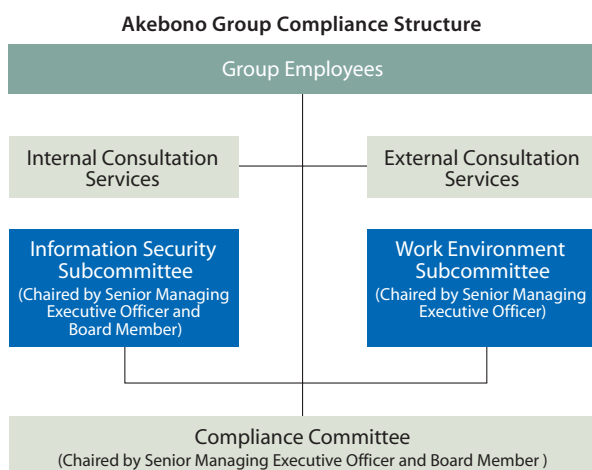 Akebono Group Compliance Structure
Group Employees
Internal Consultation
Services
External Consultation
Services
Information Security
Subcommittee
(Chaired by Senior Managing
Executive Officer and
Board Member)
Work Environment
Subcommittee
(Chaired by Senior Managing
Executive Officer)
Compliance Committee
(Chaired by Senior Managing Executive Officer and Board Member )